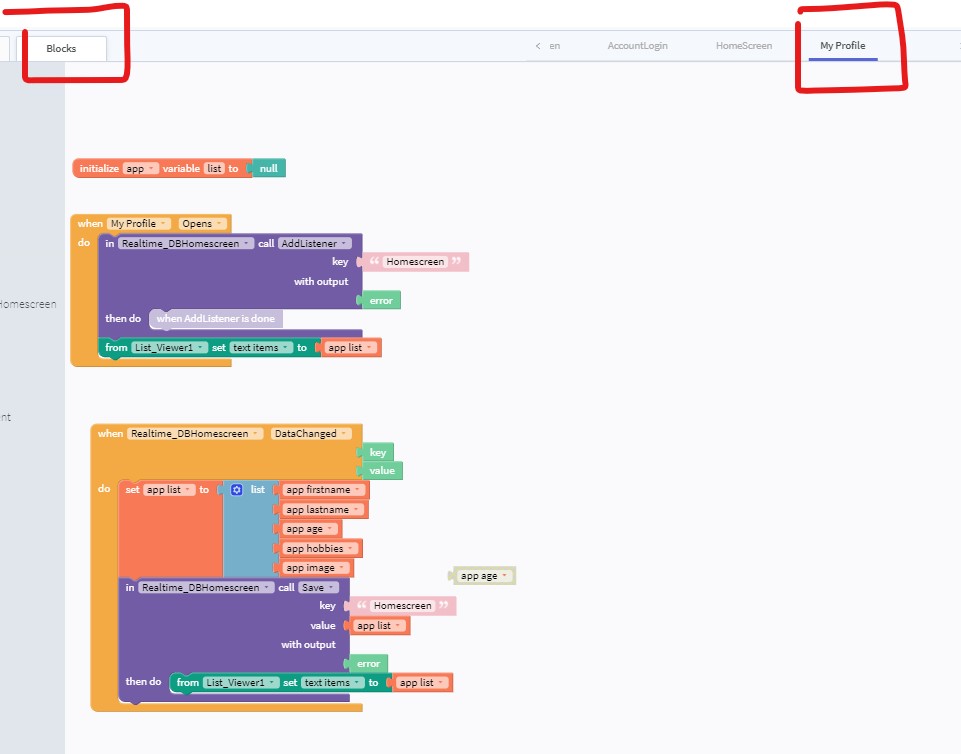 Blocks
en AccountLogin HomeScreen My Profile
initialize app variable list to null
when My Profile Opens
do in Realtime_DBHomescreen call AddListener
key “ Homescreen ”
with output
error
Homescreen
then do when AddListener is done
from List_Viewer1 set text items to app list
nt
when Realtime_DBHomescreen DataChanged
key
value
do set app list to list app firstname
app lastname
app age
app hobbies
app image
app age
in Realtime_DBHomescreen call Save
key “ Homescreen ”
value app list
with output
error
then do from List_Viewer1 set text items to app list